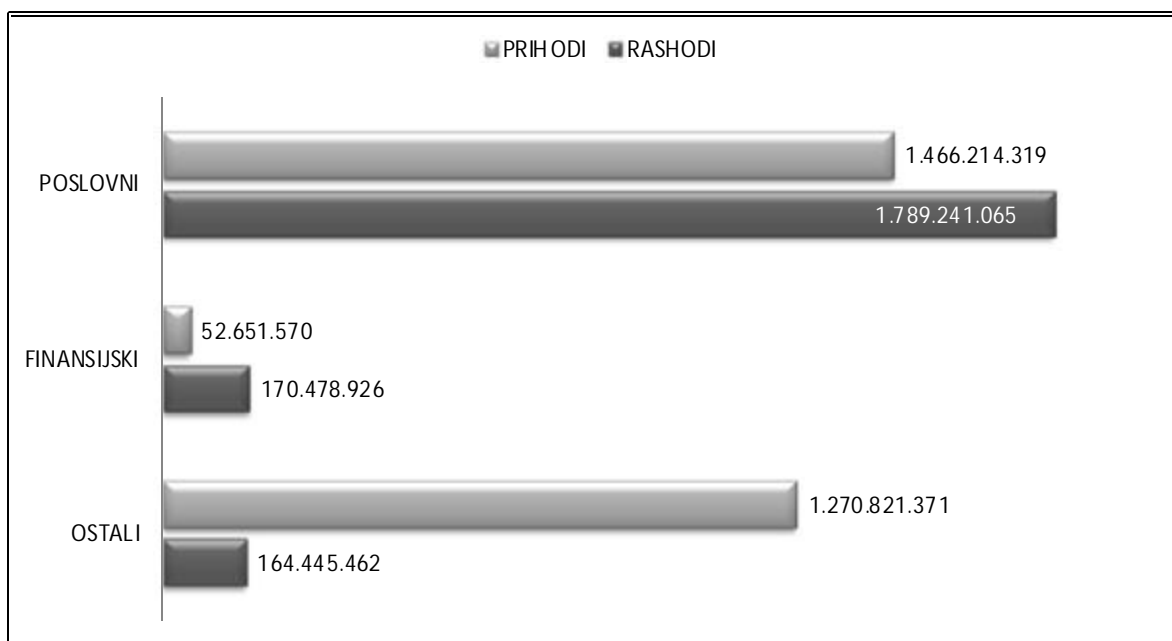 PRIHODI RASHODI
POSLOVNI
1.466.214.319
1.789.241.065
FINANSIJSKI
52.651.570
170.478.926
OSTALI
1.270.821.371
164.445.462